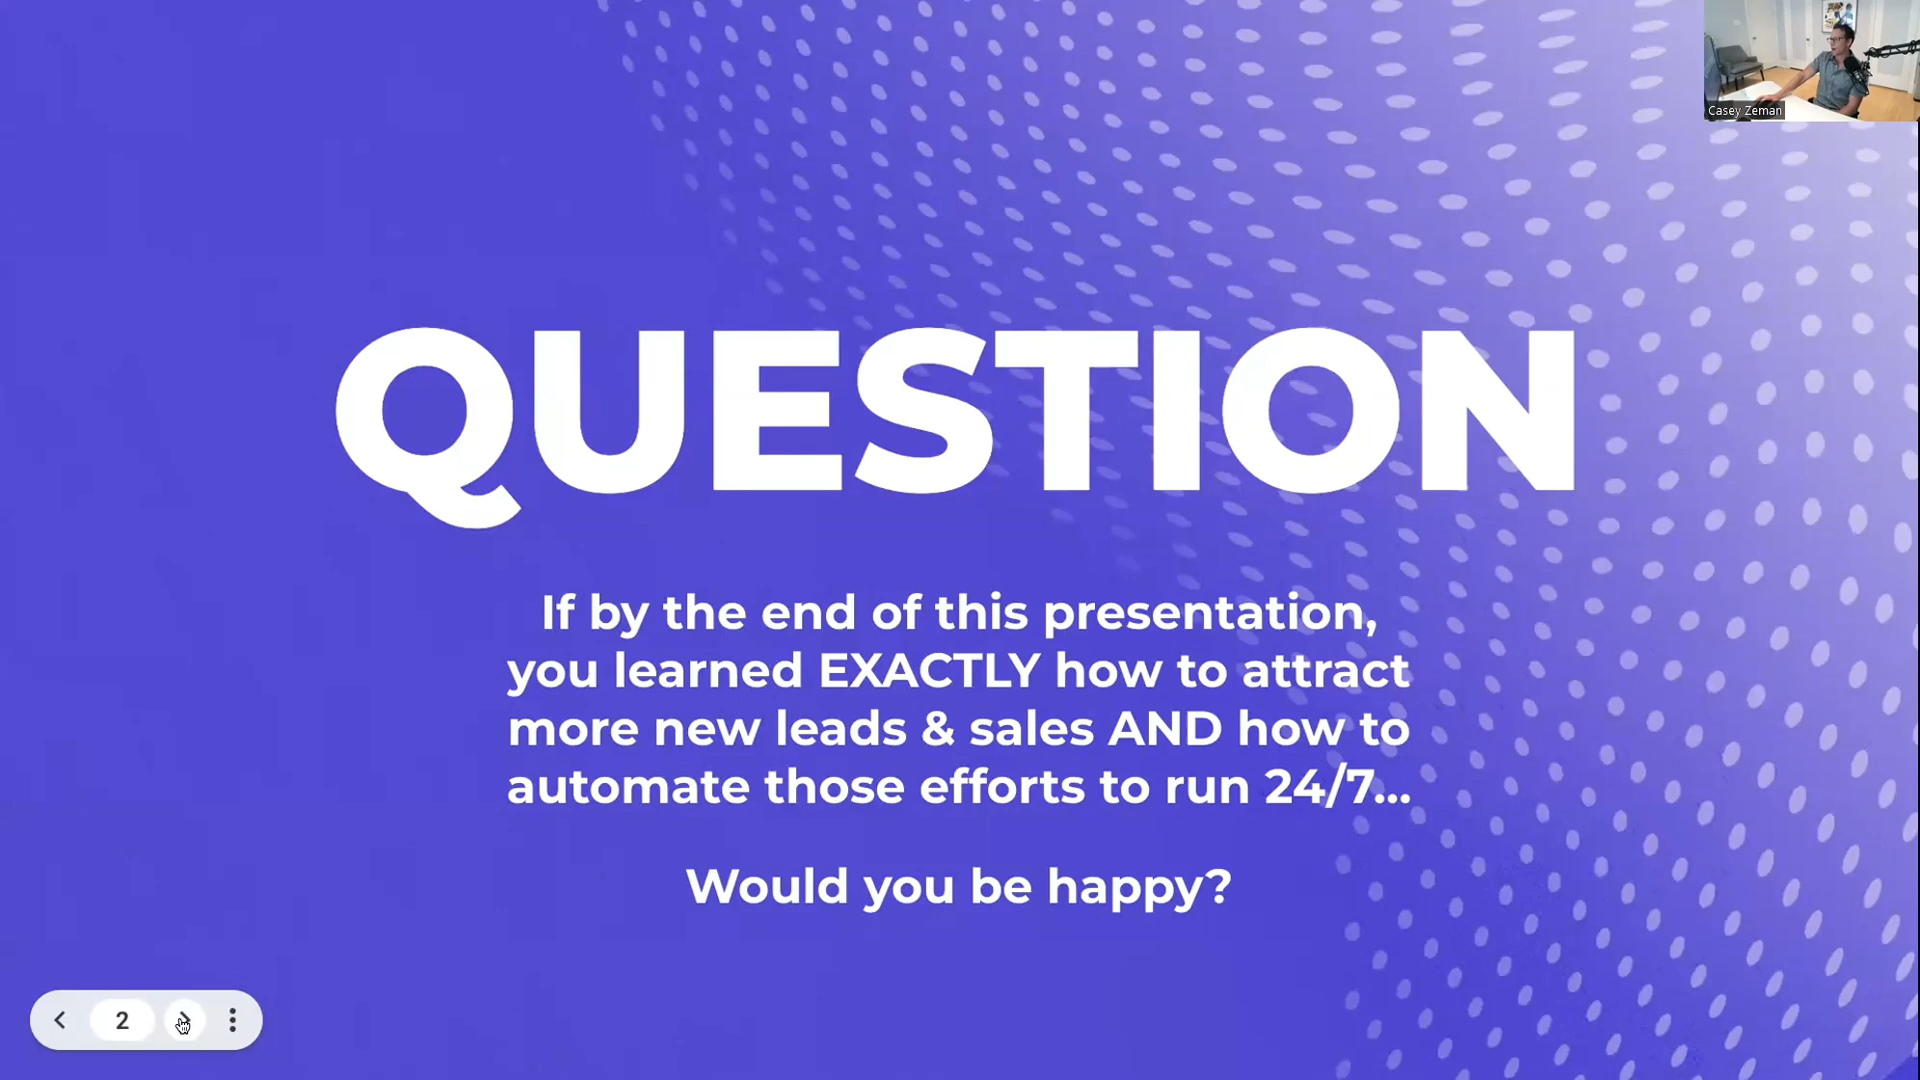 Casey Zeman
QUESTION
If by the end of this presentation,
you learned EXACTLY how to attract
more new leads & sales AND how to
automate those efforts to run 24/7...
Would you be happy?
2